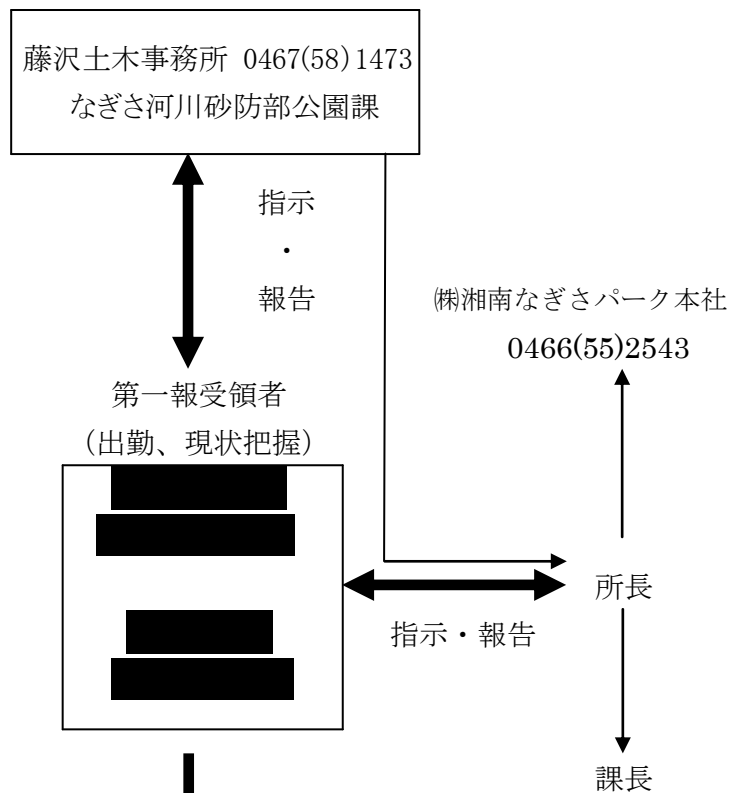 藤沢土木事務所 0467(58)1473
なぎさ河川砂防部公園課
指示
・
報告
㈱湘南なぎさパーク本社
0466(55)2543
第一報受領者
(出勤、現状把握)
所長
指示・報告
課長